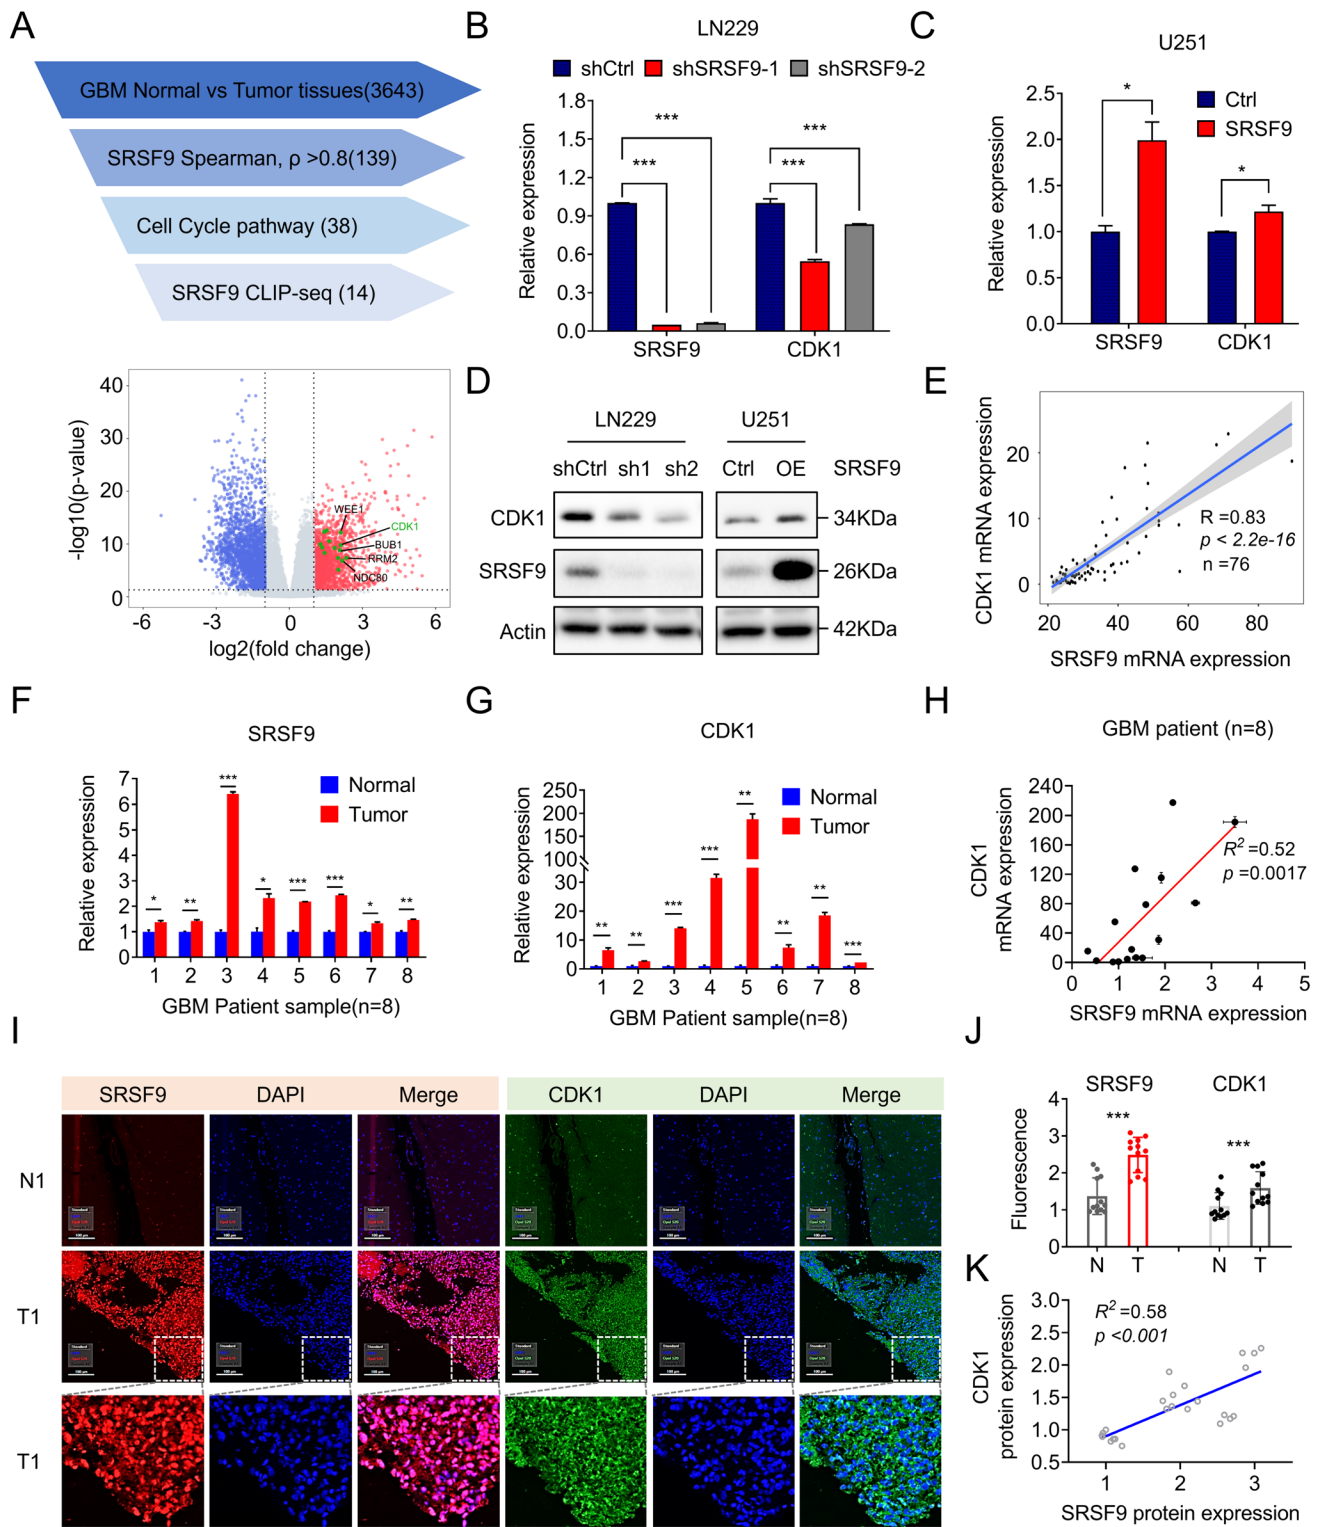 A
GBM Normal vs Tumor tissues(3643)
SRSF9 Spearman, ρ >0.8(139)
Cell Cycle pathway (38)
SRSF9 CLIP-seq (14)
-log10(p-value)
40
30
20
10
0
WEE1
CDK1
BUB1
RRM2
NDC80
-6 -3 0 3 6
log2(fold change)
B
LN229
shCtrl shSRSF9-1 shSRSF9-2
Relative expression
1.8
1.5
1.2
0.9
0.6
0.3
0.0
***
***
***
***
SRSF9 CDK1
C
U251
Ctrl
SRSF9
Relative expression
2.5
2.0
1.5
1.0
0.5
0.0
*
*
SRSF9 CDK1
D
LN229 U251
shCtrl sh1 sh2 Ctrl OE SRSF9
CDK1 34KDa
SRSF9 26KDa
Actin 42KDa
E
CDK1 mRNA expression
20
10
0
R =0.83
p < 2.2e-16
n =76
20 40 60 80
SRSF9 mRNA expression
F
SRSF9
Normal
Tumor
Relative expression
7
6
5
4
3
2
1
0
* ** *** * *** *** * **
1 2 3 4 5 6 7 8
GBM Patient sample(n=8)
G
CDK1
Normal
Tumor
Relative expression
250
200
150
100
30
20
10
0
** ** *** *** ** ** ** ***
1 2 3 4 5 6 7 8
GBM Patient sample(n=8)
H
GBM patient (n=8)
CDK1
mRNA expression
240
200
160
120
80
40
0
R2 =0.52
p =0.0017
0 1 2 3 4 5
SRSF9 mRNA expression
I
SRSF9 DAPI Merge CDK1 DAPI Merge
N1
T1
T1
J
SRSF9 CDK1
Fluorescence
4
3
2
1
0
*** ***
N T N T
K
CDK1
protein expression
3.0
2.5
2.0
1.5
1.0
0.5
R2 =0.58
p <0.001
1 2 3
SRSF9 protein expression